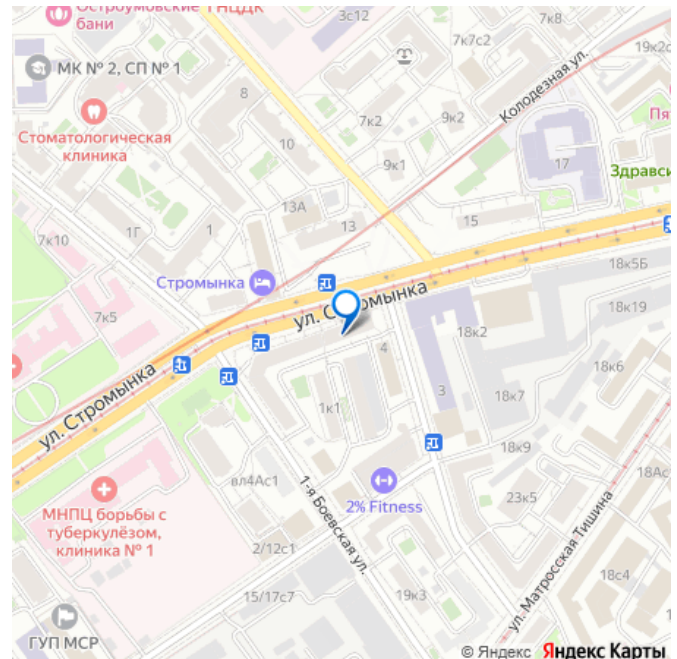 Остроумовские
бани
ГНЦДК
3с12
7к8
19к2с
МК № 2, СП № 1
7к7с2
Колодезная ул.
8
Стоматологическая
клиника
7к2
9к2
10
9к1
17
Здравси
13А
13
15
1Г
1
7к10
Стромынка
18к5Б
7к5
ул. Стромынка
18к19
18к2
4
18к6
ул. Стромынка
1к1
3
18к7
18к9
вл4Ас1
2% Fitness
23к5
18Ас
МНПЦ борьбы с
туберкулёзом,
клиника № 1
1-я Боевская ул.
2/12с1
ул. Матросская Тишина
18с4
15/17с7
19к3
ГУП МСР
© Яндекс Яндекс Карты